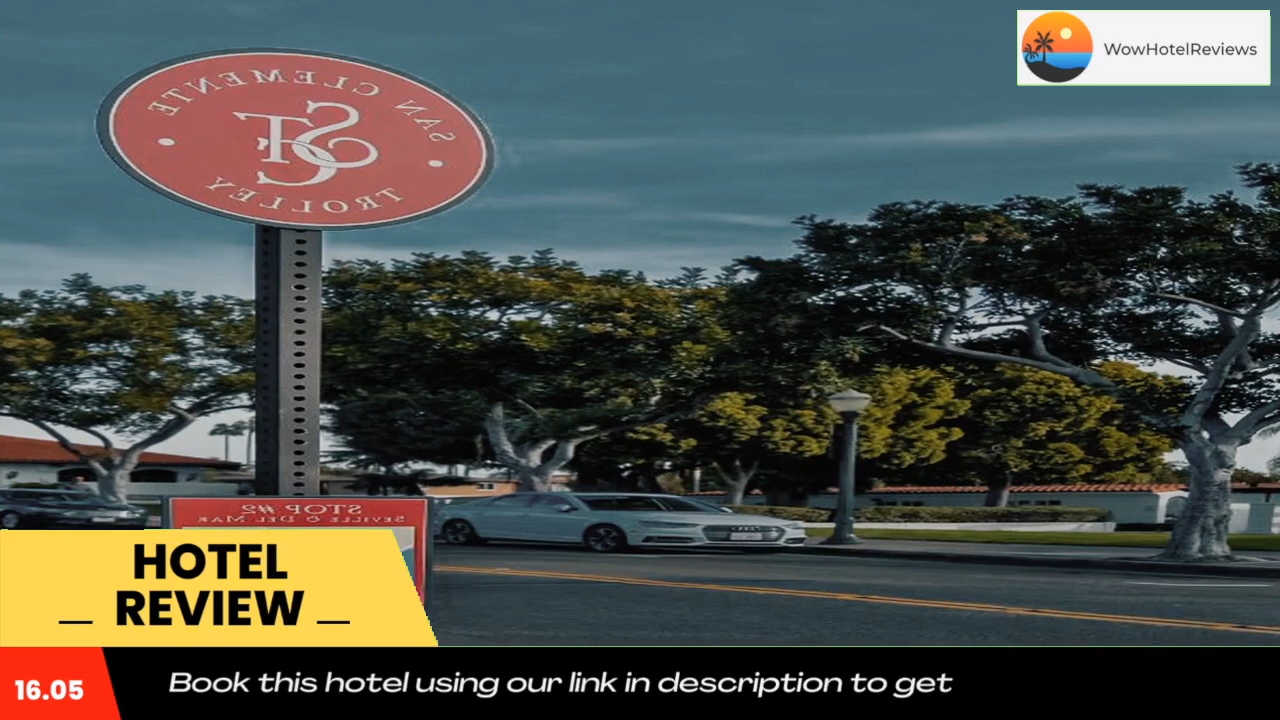 WowHotelReviews
SAN CLEMENTE
SCT
TROLLEY
STOP #2
SEVILLE & DEL MAR
HOTEL
REVIEW
16.05
Book this hotel using our link in description to get